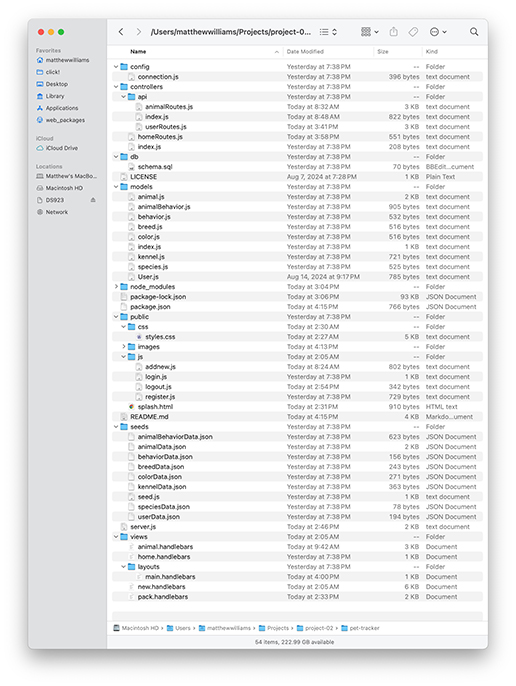 /Users/matthewwilliams/Projects/project-0...
Favorites
matthewwilliams
click!
Desktop
Library
Applications
web_packages
iCloud
iCloud Drive
Locations
Matthew's MacBo...
Macintosh HD
DS923
Network
Name Date Modified Size Kind
config Yesterday at 7:38 PM -- Folder
connection.js Yesterday at 7:38 PM 396 bytes text document
controllers Yesterday at 7:38 PM -- Folder
api Yesterday at 7:38 PM -- Folder
animalRoutes.js Today at 8:32 AM 3 KB text document
index.js Today at 8:48 AM 822 bytes text document
userRoutes.js Today at 3:41 PM 3 KB text document
homeRoutes.js Today at 3:58 PM 551 bytes text document
index.js Yesterday at 7:38 PM 208 bytes text document
db Yesterday at 7:38 PM -- Folder
schema.sql Yesterday at 7:38 PM 70 bytes BBEdit...cument
LICENSE Aug 7, 2024 at 7:28 PM 1 KB Plain Text
models Yesterday at 7:38 PM -- Folder
animal.js Yesterday at 7:38 PM 2 KB text document
animalBehavior.js Yesterday at 7:38 PM 905 bytes text document
behavior.js Yesterday at 7:38 PM 532 bytes text document
breed.js Yesterday at 7:38 PM 516 bytes text document
color.js Yesterday at 7:38 PM 516 bytes text document
index.js Yesterday at 7:38 PM 1 KB text document
kennel.js Yesterday at 7:38 PM 721 bytes text document
species.js Yesterday at 7:38 PM 525 bytes text document
User.js Aug 14, 2024 at 9:17 PM 785 bytes text document
node_modules Today at 3:04 PM -- Folder
package-lock.json Today at 3:06 PM 93 KB JSON Document
package.json Today at 4:15 PM 766 bytes JSON Document
public Yesterday at 7:38 PM -- Folder
css Today at 2:30 AM -- Folder
styles.css Today at 2:27 AM 5 KB text document
images Today at 4:13 PM -- Folder
js Today at 2:05 AM -- Folder
addnew.js Today at 8:24 AM 802 bytes text document
login.js Yesterday at 7:38 PM 1 KB text document
logout.js Today at 2:54 PM 342 bytes text document
register.js Yesterday at 7:38 PM 729 bytes text document
splash.html Today at 2:31 PM 910 bytes HTML text
README.md Today at 4:15 PM 4 KB Markdo...ument
seeds Yesterday at 7:38 PM -- Folder
animalBehaviorData.json Yesterday at 7:38 PM 623 bytes JSON Document
animalData.json Yesterday at 7:38 PM 2 KB JSON Document
behaviorData.json Yesterday at 7:38 PM 156 bytes JSON Document
breedData.json Yesterday at 7:38 PM 243 bytes JSON Document
colorData.json Yesterday at 7:38 PM 271 bytes JSON Document
kennelData.json Yesterday at 7:38 PM 363 bytes JSON Document
seed.js Yesterday at 7:38 PM 1 KB text document
speciesData.json Yesterday at 7:38 PM 78 bytes JSON Document
userData.json Yesterday at 7:38 PM 194 bytes JSON Document
server.js Today at 2:46 PM 2 KB text document
views Today at 2:05 AM -- Folder
animal.handlebars Today at 9:42 AM 3 KB Document
home.handlebars Yesterday at 7:38 PM 1 KB Document
layouts Yesterday at 7:38 PM -- Folder
main.handlebars Today at 4:00 PM 1 KB Document
new.handlebars Today at 2:05 AM 6 KB Document
pack.handlebars Today at 2:33 PM 2 KB Document
Macintosh HD Users matthewwilliams Projects project-02 pet-tracker
54 items, 222.99 GB available